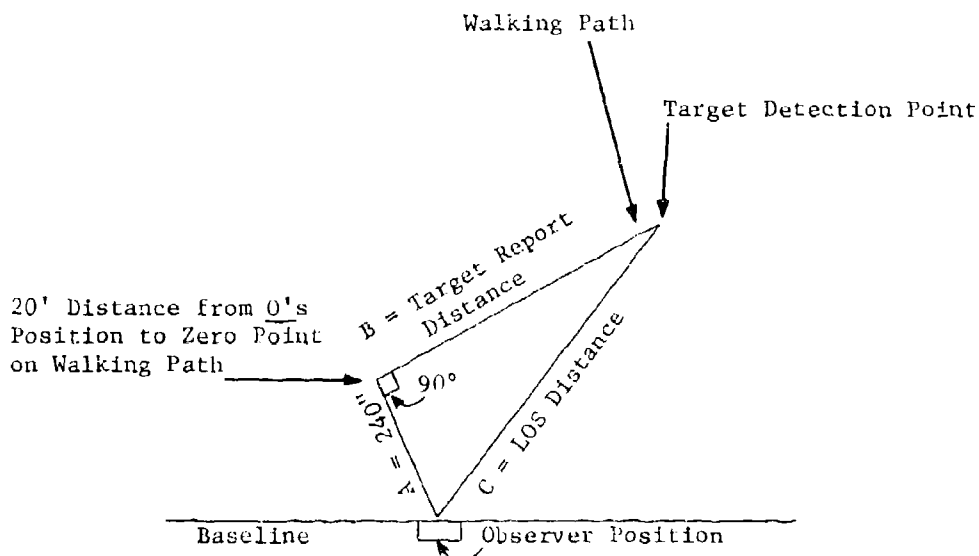 Walking Path
Target Detection Point
B = Target Report
Distance
20' Distance from O's
Position to Zero Point
on Walking Path
90°
A = 240"
C = LOS Distance
Baseline
Observer Position